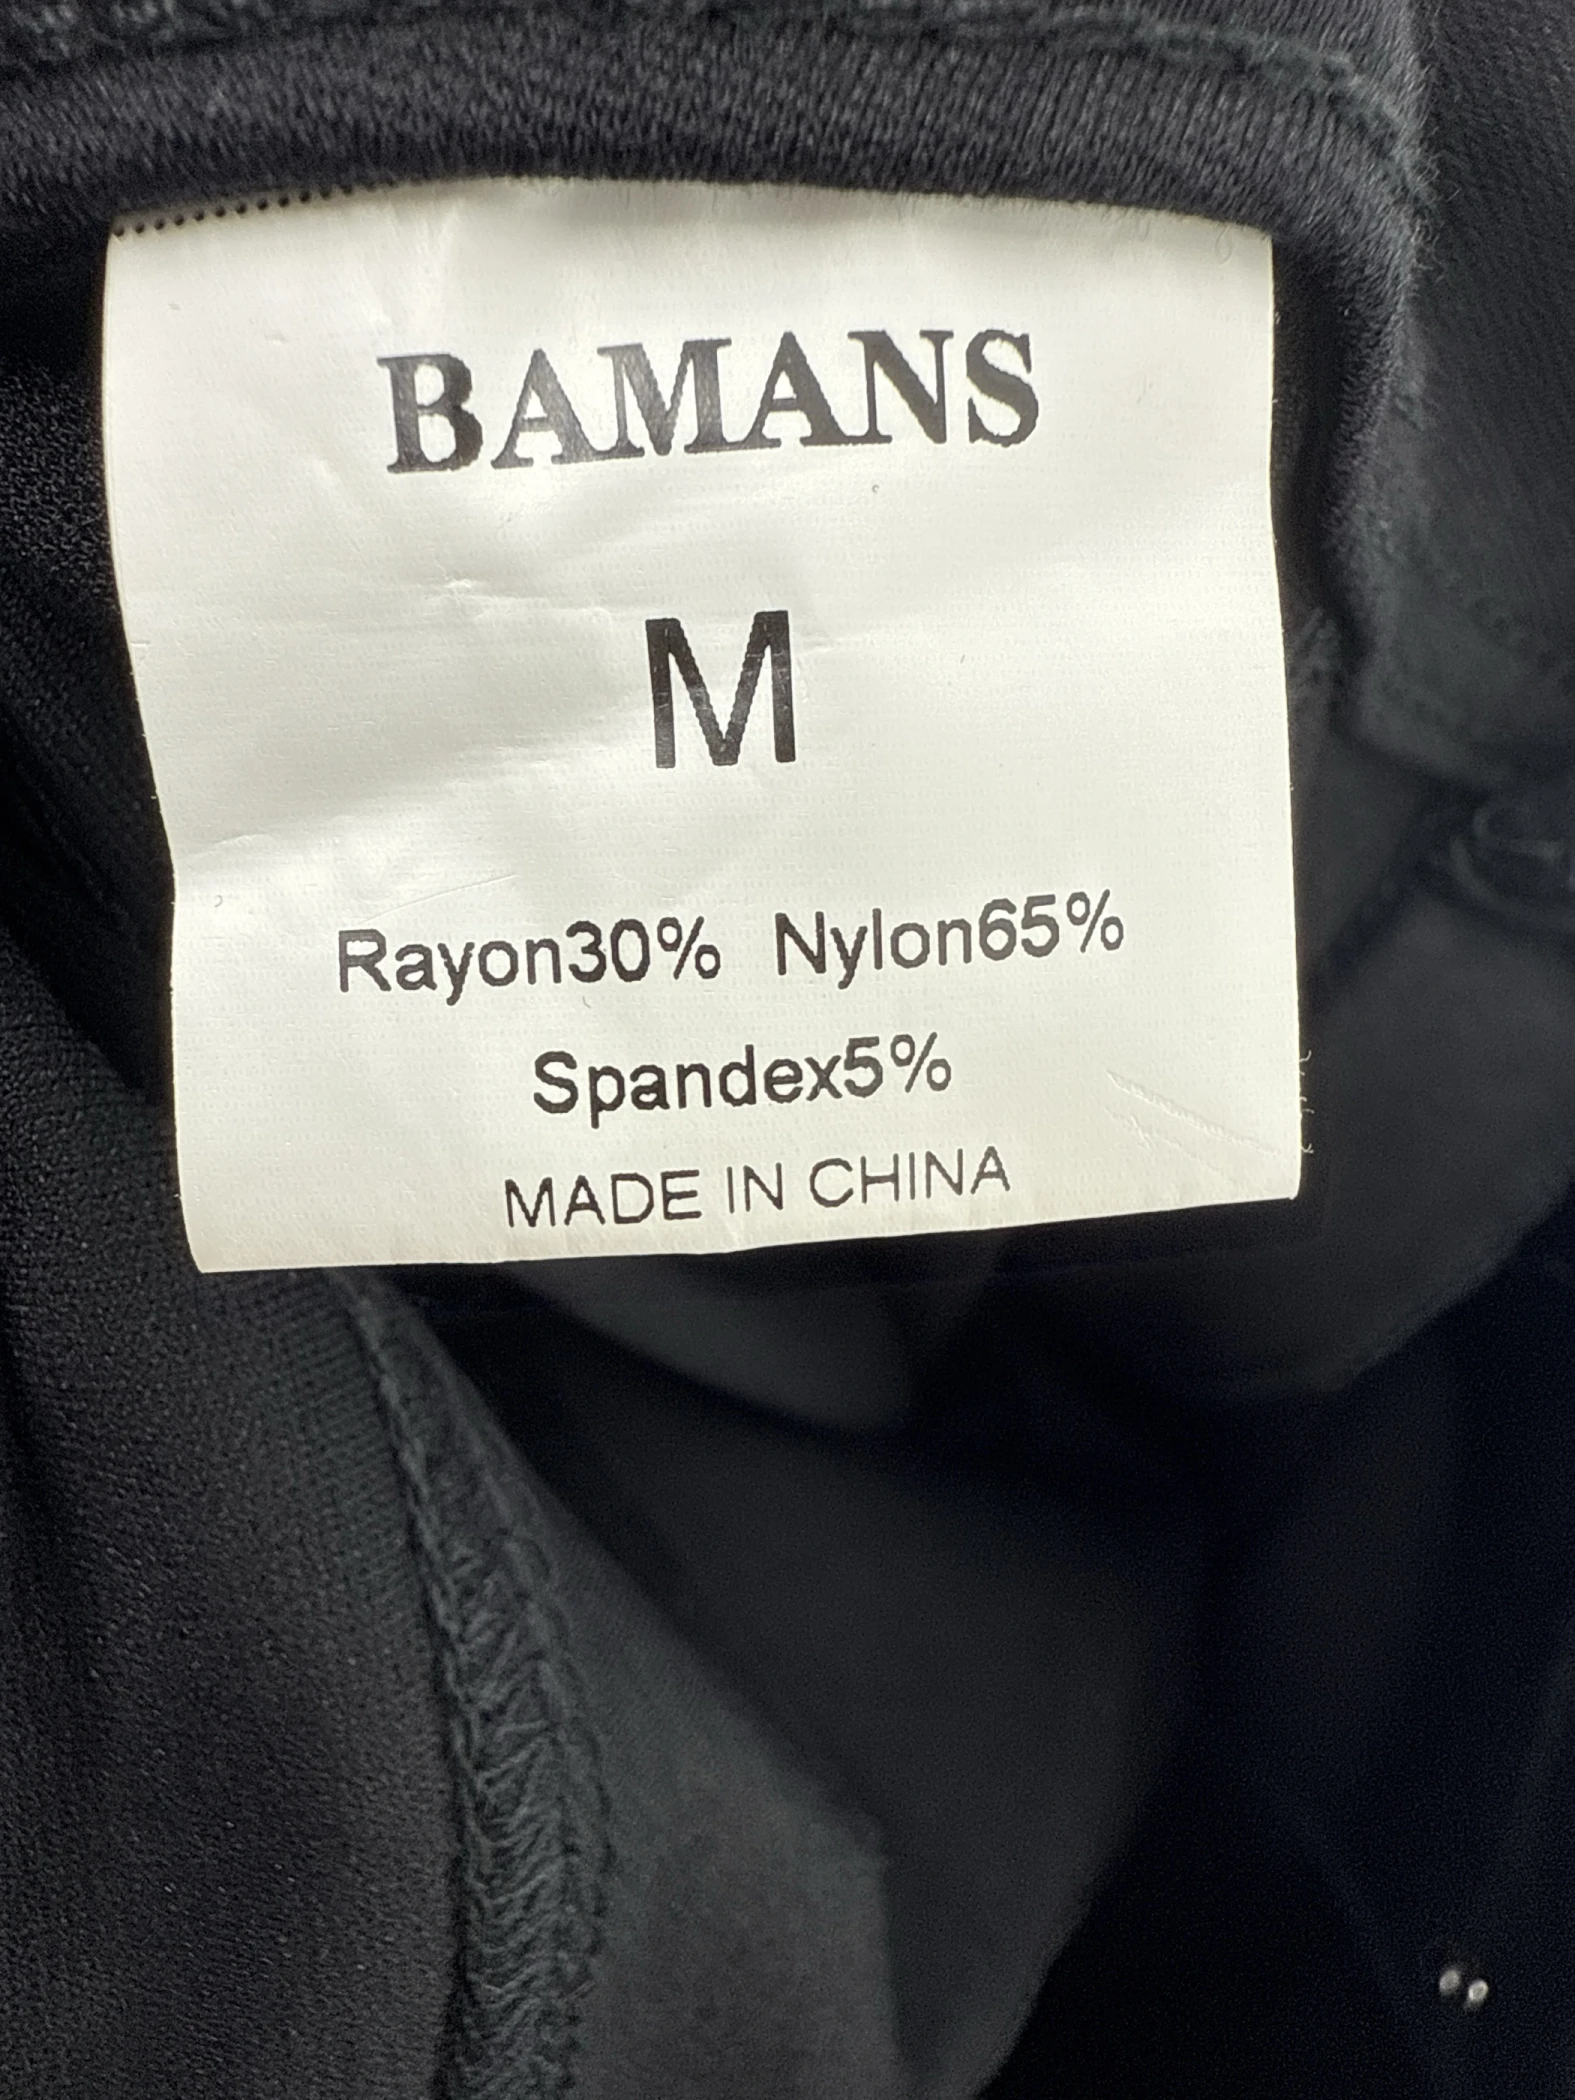 BAMANS
M
Rayon30% Nylon65%
Spandex5%
MADE IN CHINA